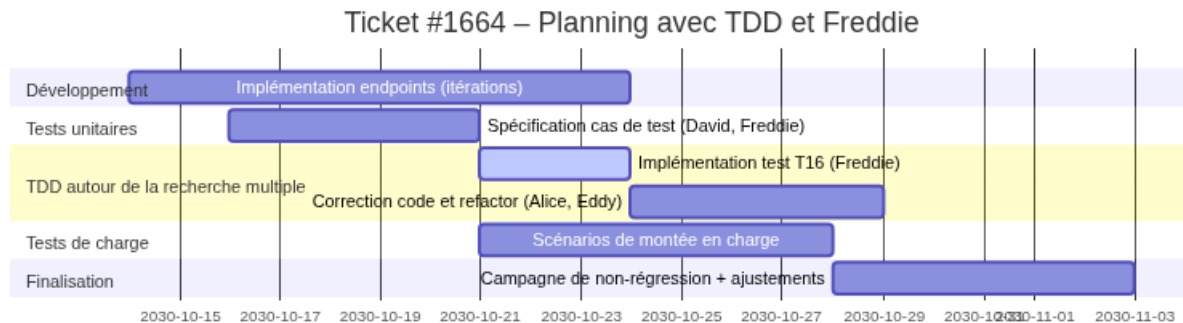 Ticket #1664 – Planning avec TDD et Freddie
Développement
Implémentation endpoints (itérations)
Tests unitaires
Spécification cas de test (David, Freddie)
TDD autour de la recherche multiple
Implémentation test T16 (Freddie)
Correction code et refactor (Alice, Eddy)
Tests de charge
Scénarios de montée en charge
Finalisation
Campagne de non-régression + ajustements
2030-10-15 2030-10-17 2030-10-19 2030-10-21 2030-10-23 2030-10-25 2030-10-27 2030-10-29 2030-10-31 2030-11-01 2030-11-03